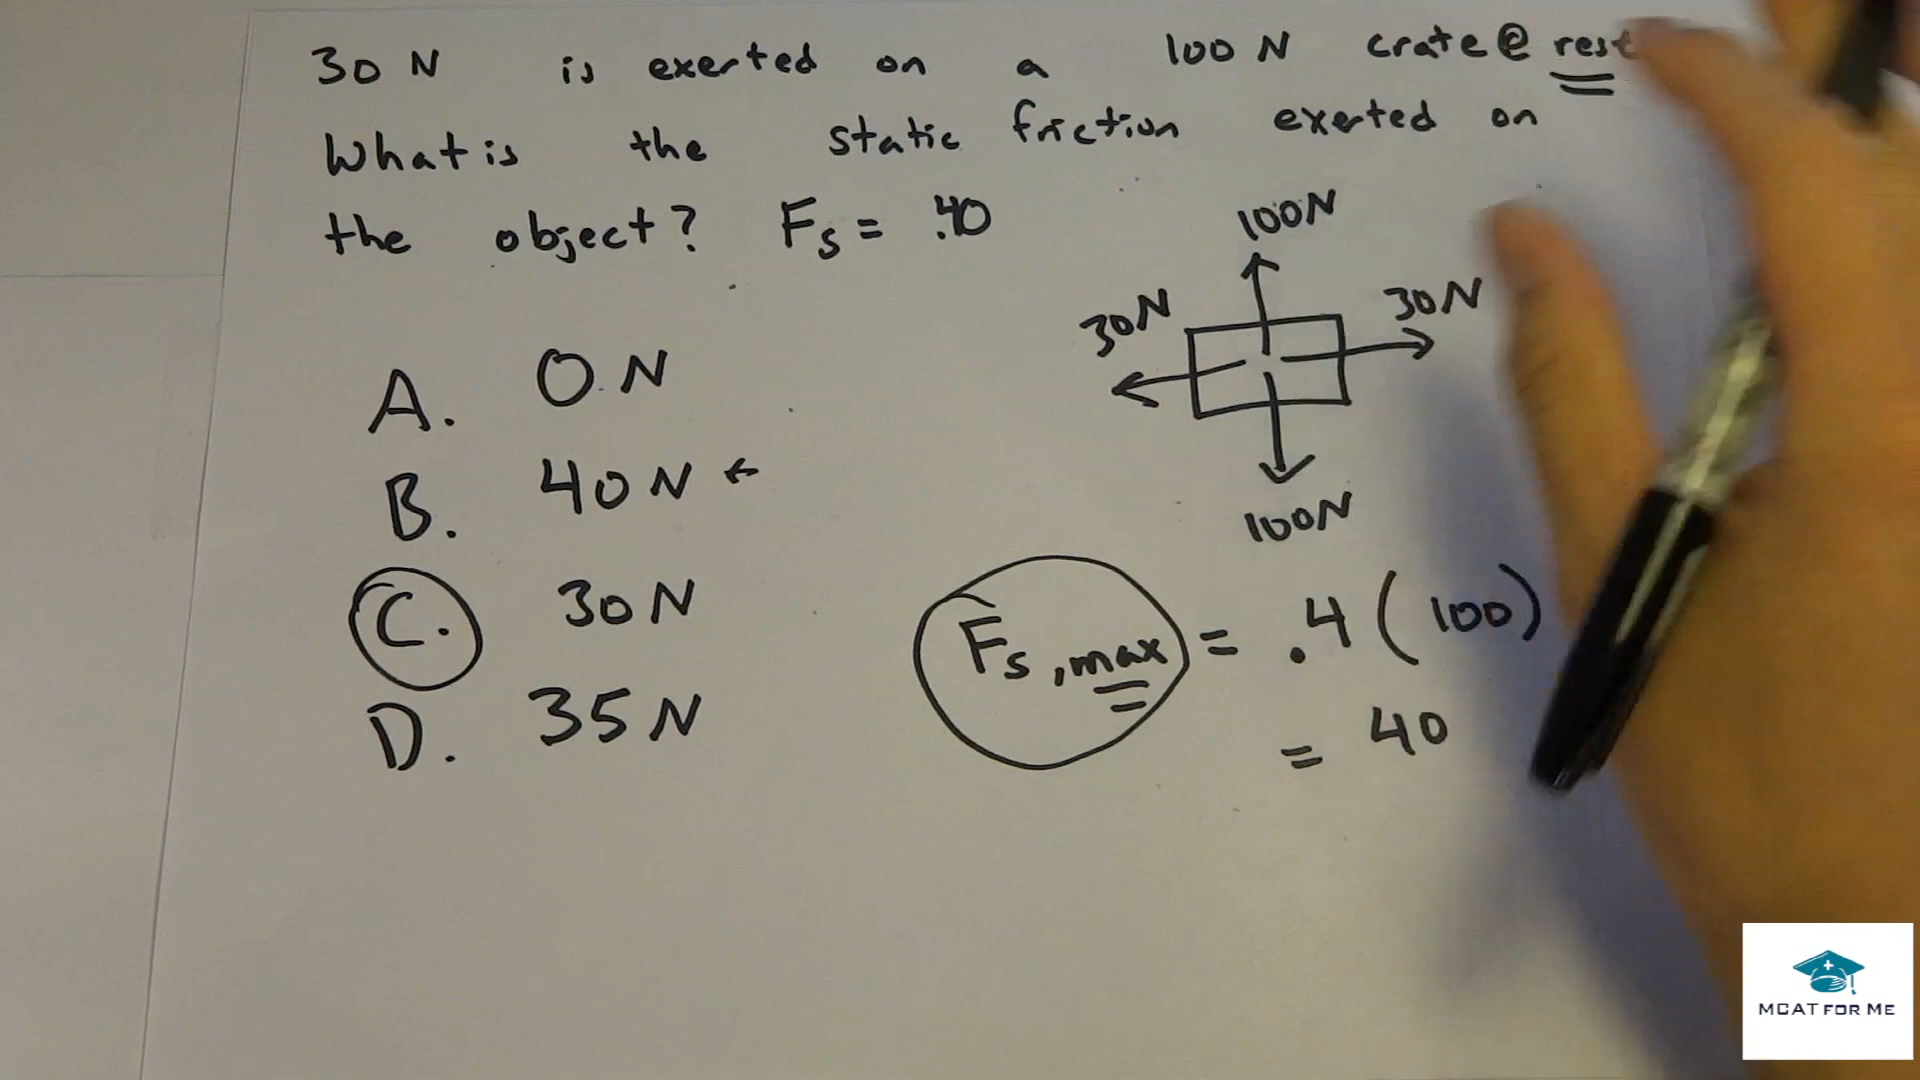 30 N is exerted on a 100 N crate @ rest
What is the static friction exerted on
the object? Fs = .40
100N
30N
30N
100N
A. 0 N
B. 40 N ←
C. 30 N
D. 35 N
Fs, max = .4 (100)
= 40
MCAT FOR ME